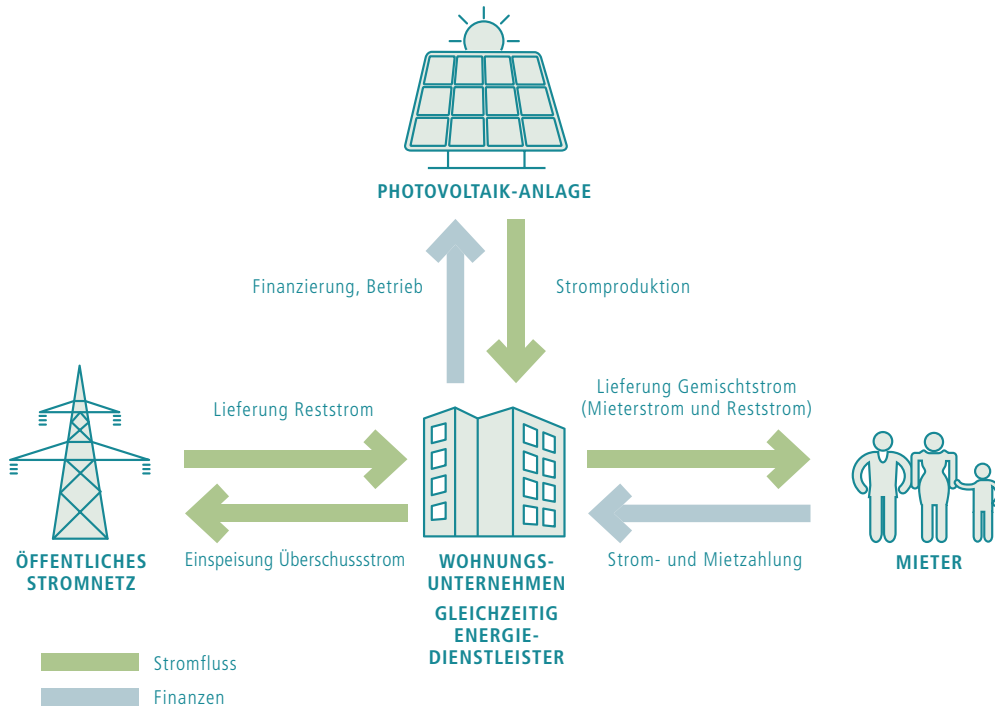 PHOTOVOLTAIK-ANLAGE
Finanzierung, Betrieb
Stromproduktion
Lieferung Reststrom
Lieferung Gemischtstrom
(Mieterstrom und Reststrom)
Einspeisung Überschussstrom
Strom- und Mietzahlung
ÖFFENTLICHES
STROMNETZ
WOHNUNGS-
UNTERNEHMEN
GLEICHZEITIG
ENERGIE-
DIENSTLEISTER
MIETER
Stromfluss
Finanzen